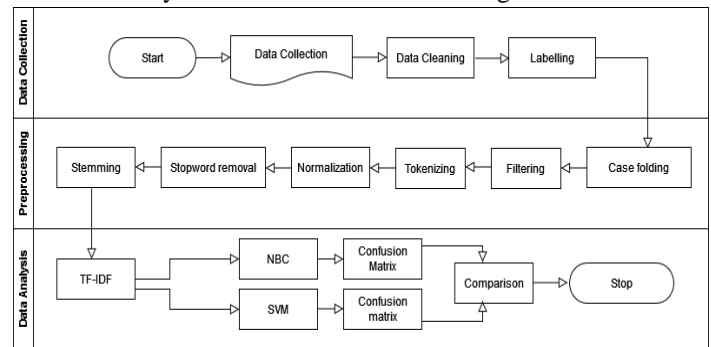 Data Collection
Start
Data Collection
Data Cleaning
Labelling
Preprocessing
Stemming
Stopword removal
Normalization
Tokenizing
Filtering
Case folding
Data Analysis
TF-IDF
NBC
Confusion
Matrix
SVM
Confusion
matrix
Comparison
Stop